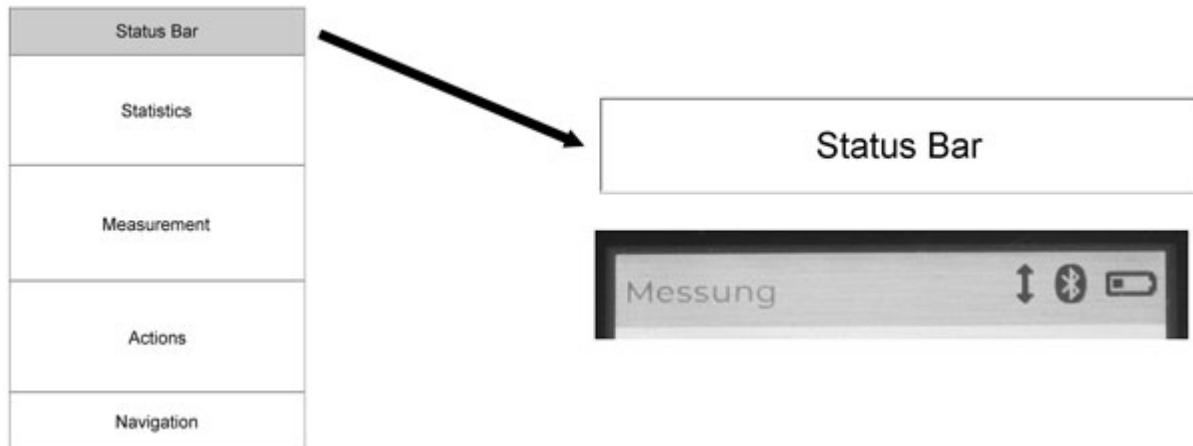 Status Bar
Statistics
Measurement
Actions
Navigation
Status Bar
Messung